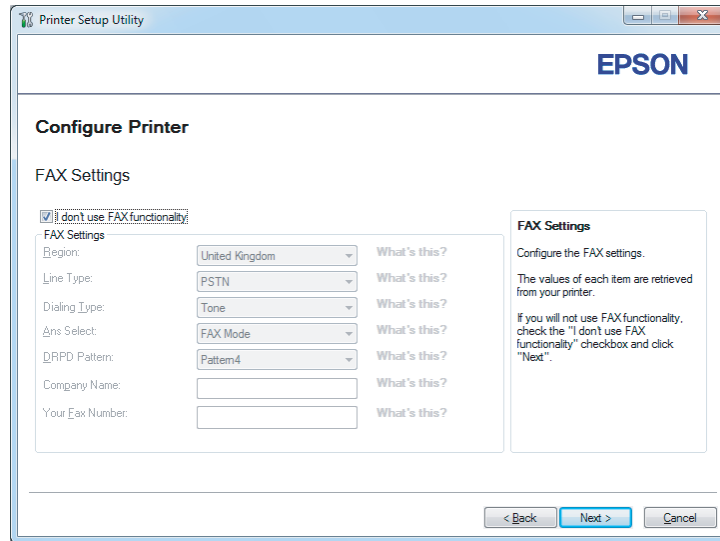 Printer Setup Utility
EPSON
Configure Printer
FAX Settings
I don't use FAX functionality
FAX Settings
Region: United Kingdom What's this?
Line Type: PSTN What's this?
Dialing Type: Tone What's this?
Ans Select: FAX Mode What's this?
DRPD Pattern: Pattern4 What's this?
Company Name: What's this?
Your Fax Number: What's this?
FAX Settings
Configure the FAX settings.
The values of each item are retrieved
from your printer.
If you will not use FAX functionality,
check the "I don't use FAX
functionality" checkbox and click
"Next".
< Back Next > Cancel